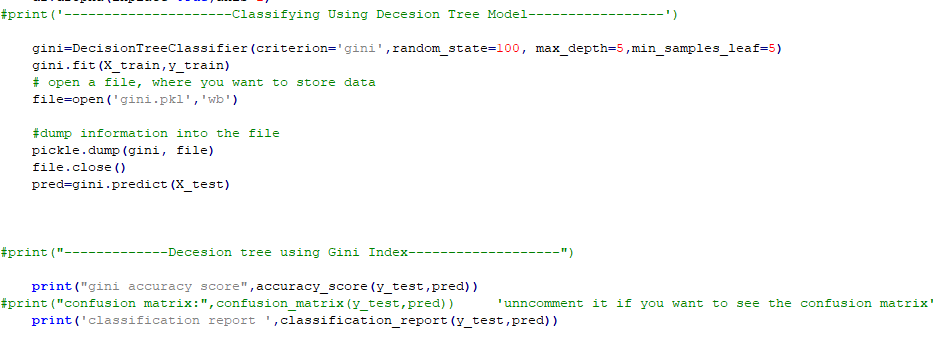 #print('---------------------Classifying Using Decesion Tree Model-----------------')
gini=DecisionTreeClassifier(criterion='gini',random_state=100, max_depth=5,min_samples_leaf=5)
gini.fit(X_train,y_train)
# open a file, where you want to store data
file=open('gini.pkl','wb')
#dump information into the file
pickle.dump(gini, file)
file.close()
pred=gini.predict(X_test)
#print("-------------Decesion tree using Gini Index-------------------")
print("gini accuracy score",accuracy_score(y_test,pred))
#print("confusion matrix:",confusion_matrix(y_test,pred)) 'unncomment it if you want to see the confusion matrix'
print('classification report ',classification_report(y_test,pred))